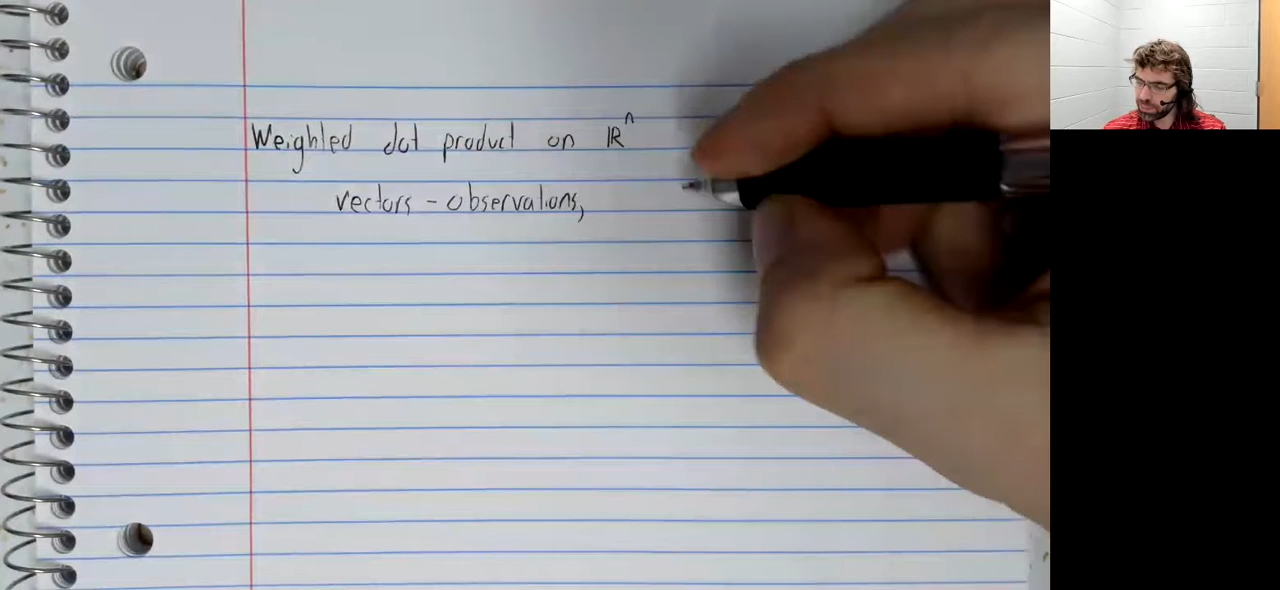 Weighted dot product on ℝⁿ
vectors - observations,